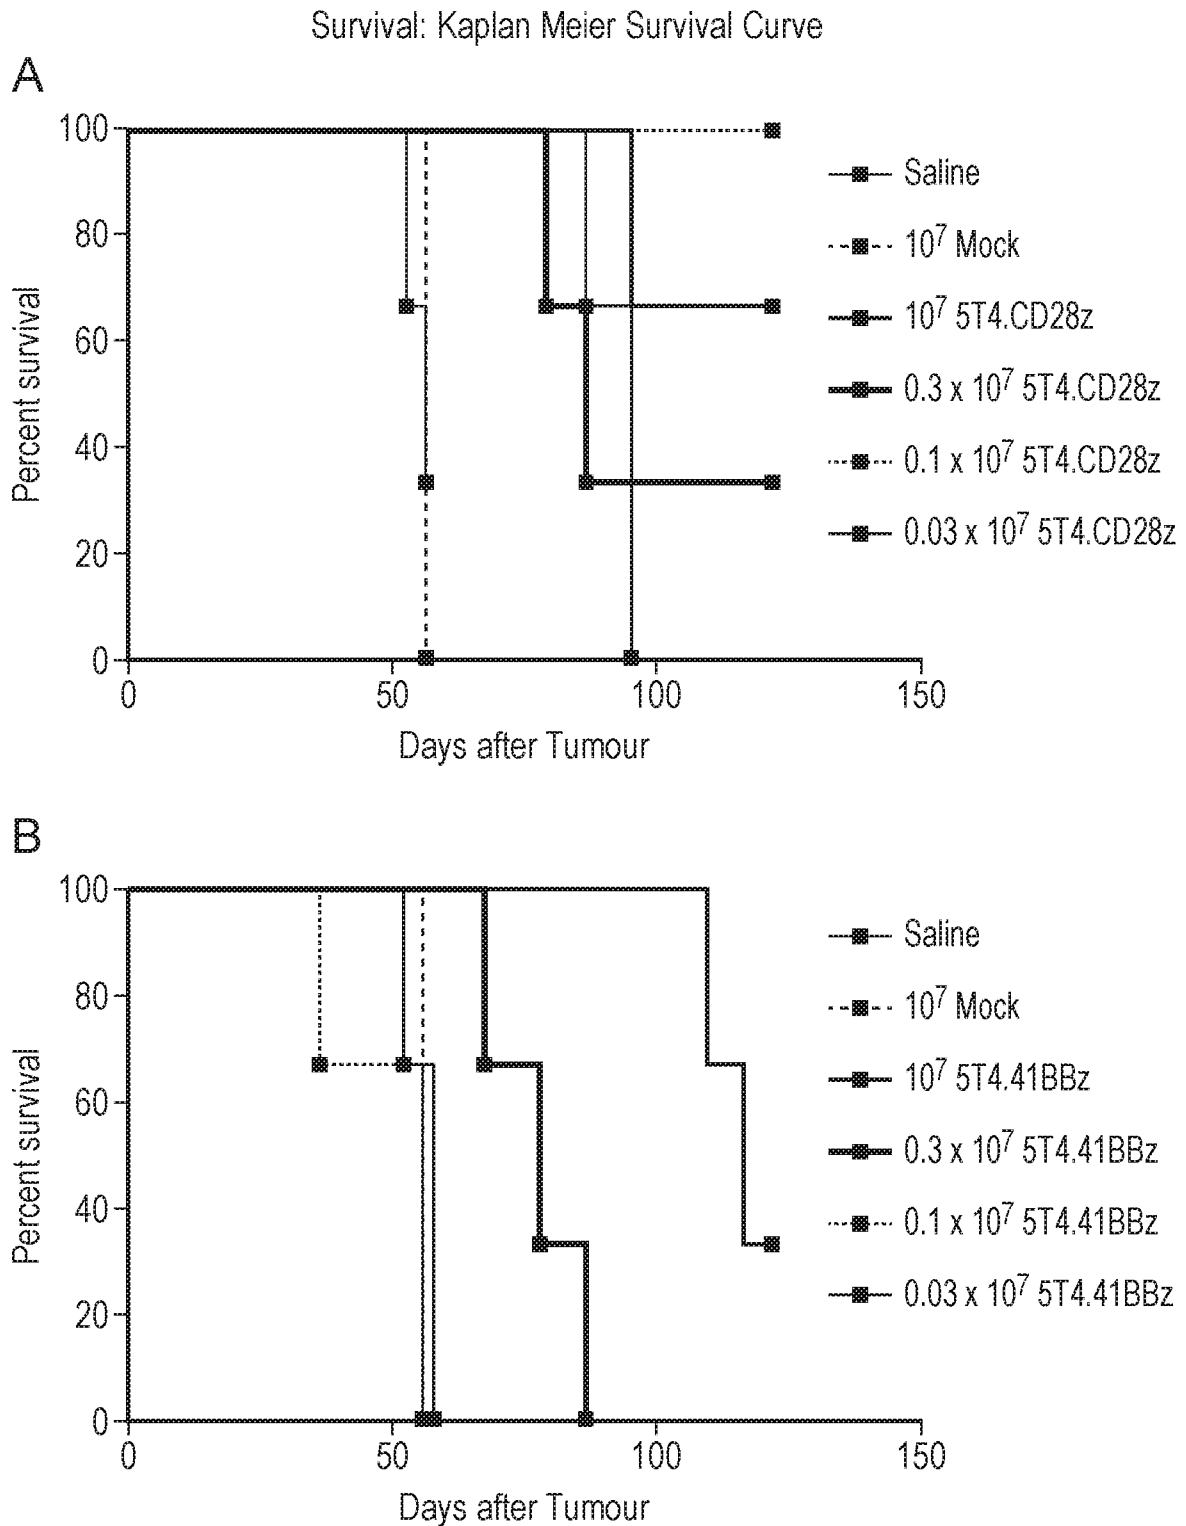 Survival: Kaplan Meier Survival Curve
A
100
80
60
40
20
0
Percent survival
0 50 100 150
Days after Tumour
Saline
10⁷ Mock
10⁷ 5T4.CD28z
0.3 x 10⁷ 5T4.CD28z
0.1 x 10⁷ 5T4.CD28z
0.03 x 10⁷ 5T4.CD28z
B
100
80
60
40
20
0
Percent survival
0 50 100 150
Days after Tumour
Saline
10⁷ Mock
10⁷ 5T4.41BBz
0.3 x 10⁷ 5T4.41BBz
0.1 x 10⁷ 5T4.41BBz
0.03 x 10⁷ 5T4.41BBz